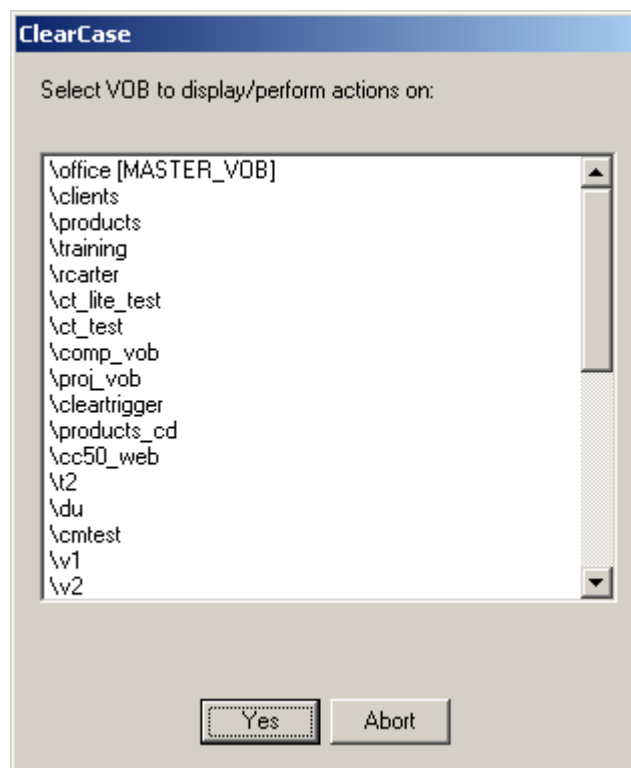 ClearCase
Select VOB to display/perform actions on:
\office [MASTER_VOB]
\clients
\products
\training
\rcarter
\ct_lite_test
\ct_test
\comp_vob
\proj_vob
\cleartrigger
\products_cd
\cc50_web
\t2
\du
\cmtest
\v1
\v2
Yes Abort